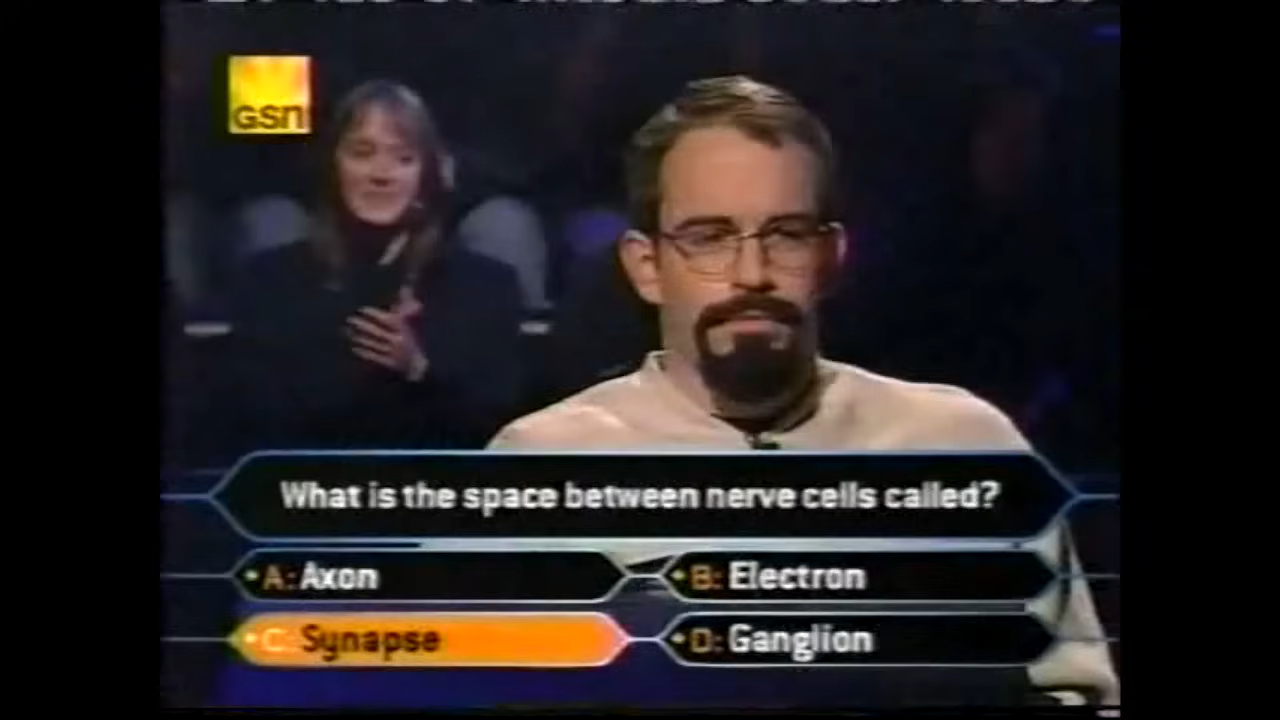 GSN
What is the space between nerve cells called?
A: Axon
B: Electron
C: Synapse
D: Ganglion